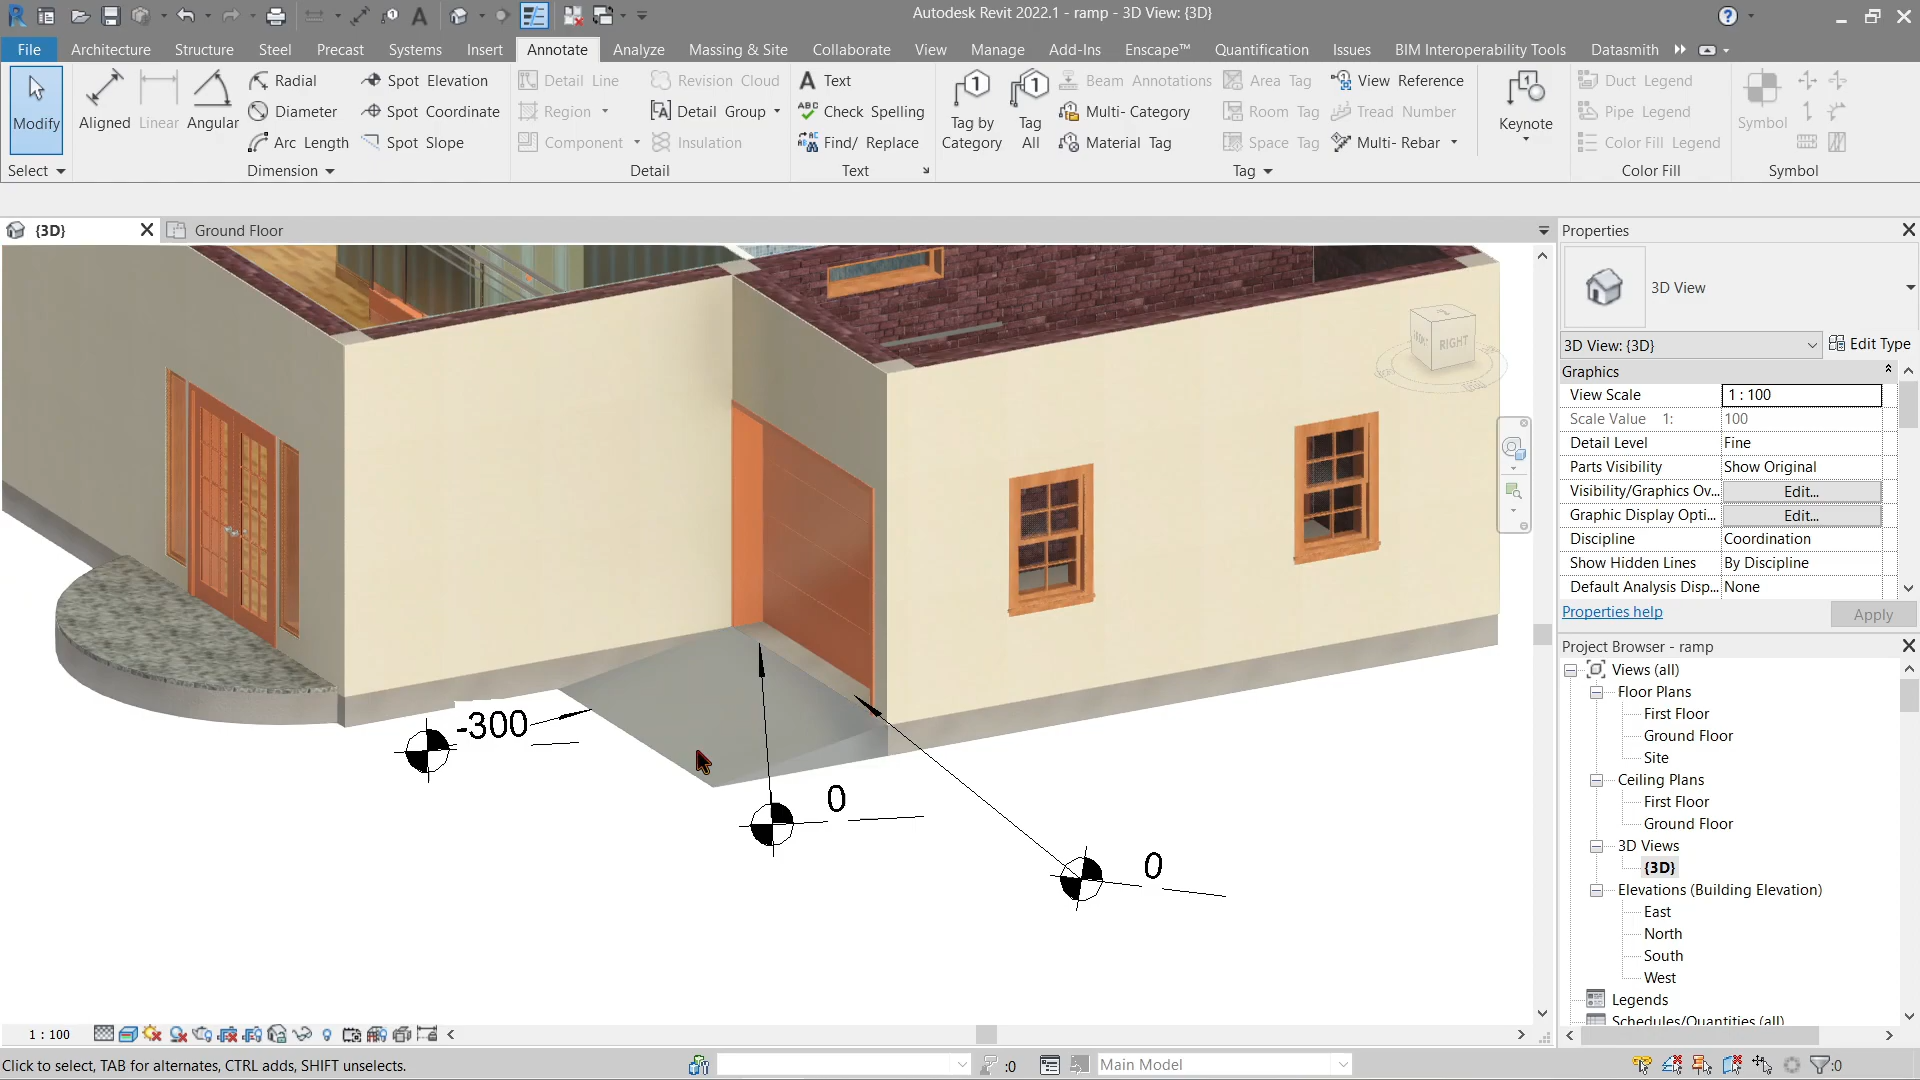 Autodesk Revit 2022.1 - ramp - 3D View: {3D}
File Architecture Structure Steel Precast Systems Insert Annotate Analyze Massing & Site Collaborate View Manage Add-Ins Enscape™ Quantification Issues BIM Interoperability Tools Datasmith
Modify
Select
Aligned
Linear
Angular
Radial
Diameter
Arc Length
Spot Elevation
Spot Coordinate
Spot Slope
Dimension
Detail Line
Region
Component
Revision Cloud
Detail Group
Insulation
Detail
Text
Check Spelling
Find/ Replace
Text
Tag by
Category
Tag
All
Beam Annotations
Multi- Category
Material Tag
Area Tag
Room Tag
Space Tag
View Reference
Tread Number
Multi- Rebar
Tag
Keynote
Duct Legend
Pipe Legend
Color Fill Legend
Color Fill
Symbol
Symbol
{3D}
Ground Floor
RIGHT
-300
0
0
Properties
3D View
3D View: {3D}
Edit Type
Graphics
View Scale 1 : 100
Scale Value 1: 100
Detail Level Fine
Parts Visibility Show Original
Visibility/Graphics Ov... Edit...
Graphic Display Opti... Edit...
Discipline Coordination
Show Hidden Lines By Discipline
Default Analysis Disp... None
Properties help
Apply
Project Browser - ramp
Views (all)
Floor Plans
First Floor
Ground Floor
Site
Ceiling Plans
First Floor
Ground Floor
3D Views
{3D}
Elevations (Building Elevation)
East
North
South
West
Legends
Schedules/Quantities (all)
1 : 100
Click to select, TAB for alternates, CTRL adds, SHIFT unselects.
:0
Main Model
:0